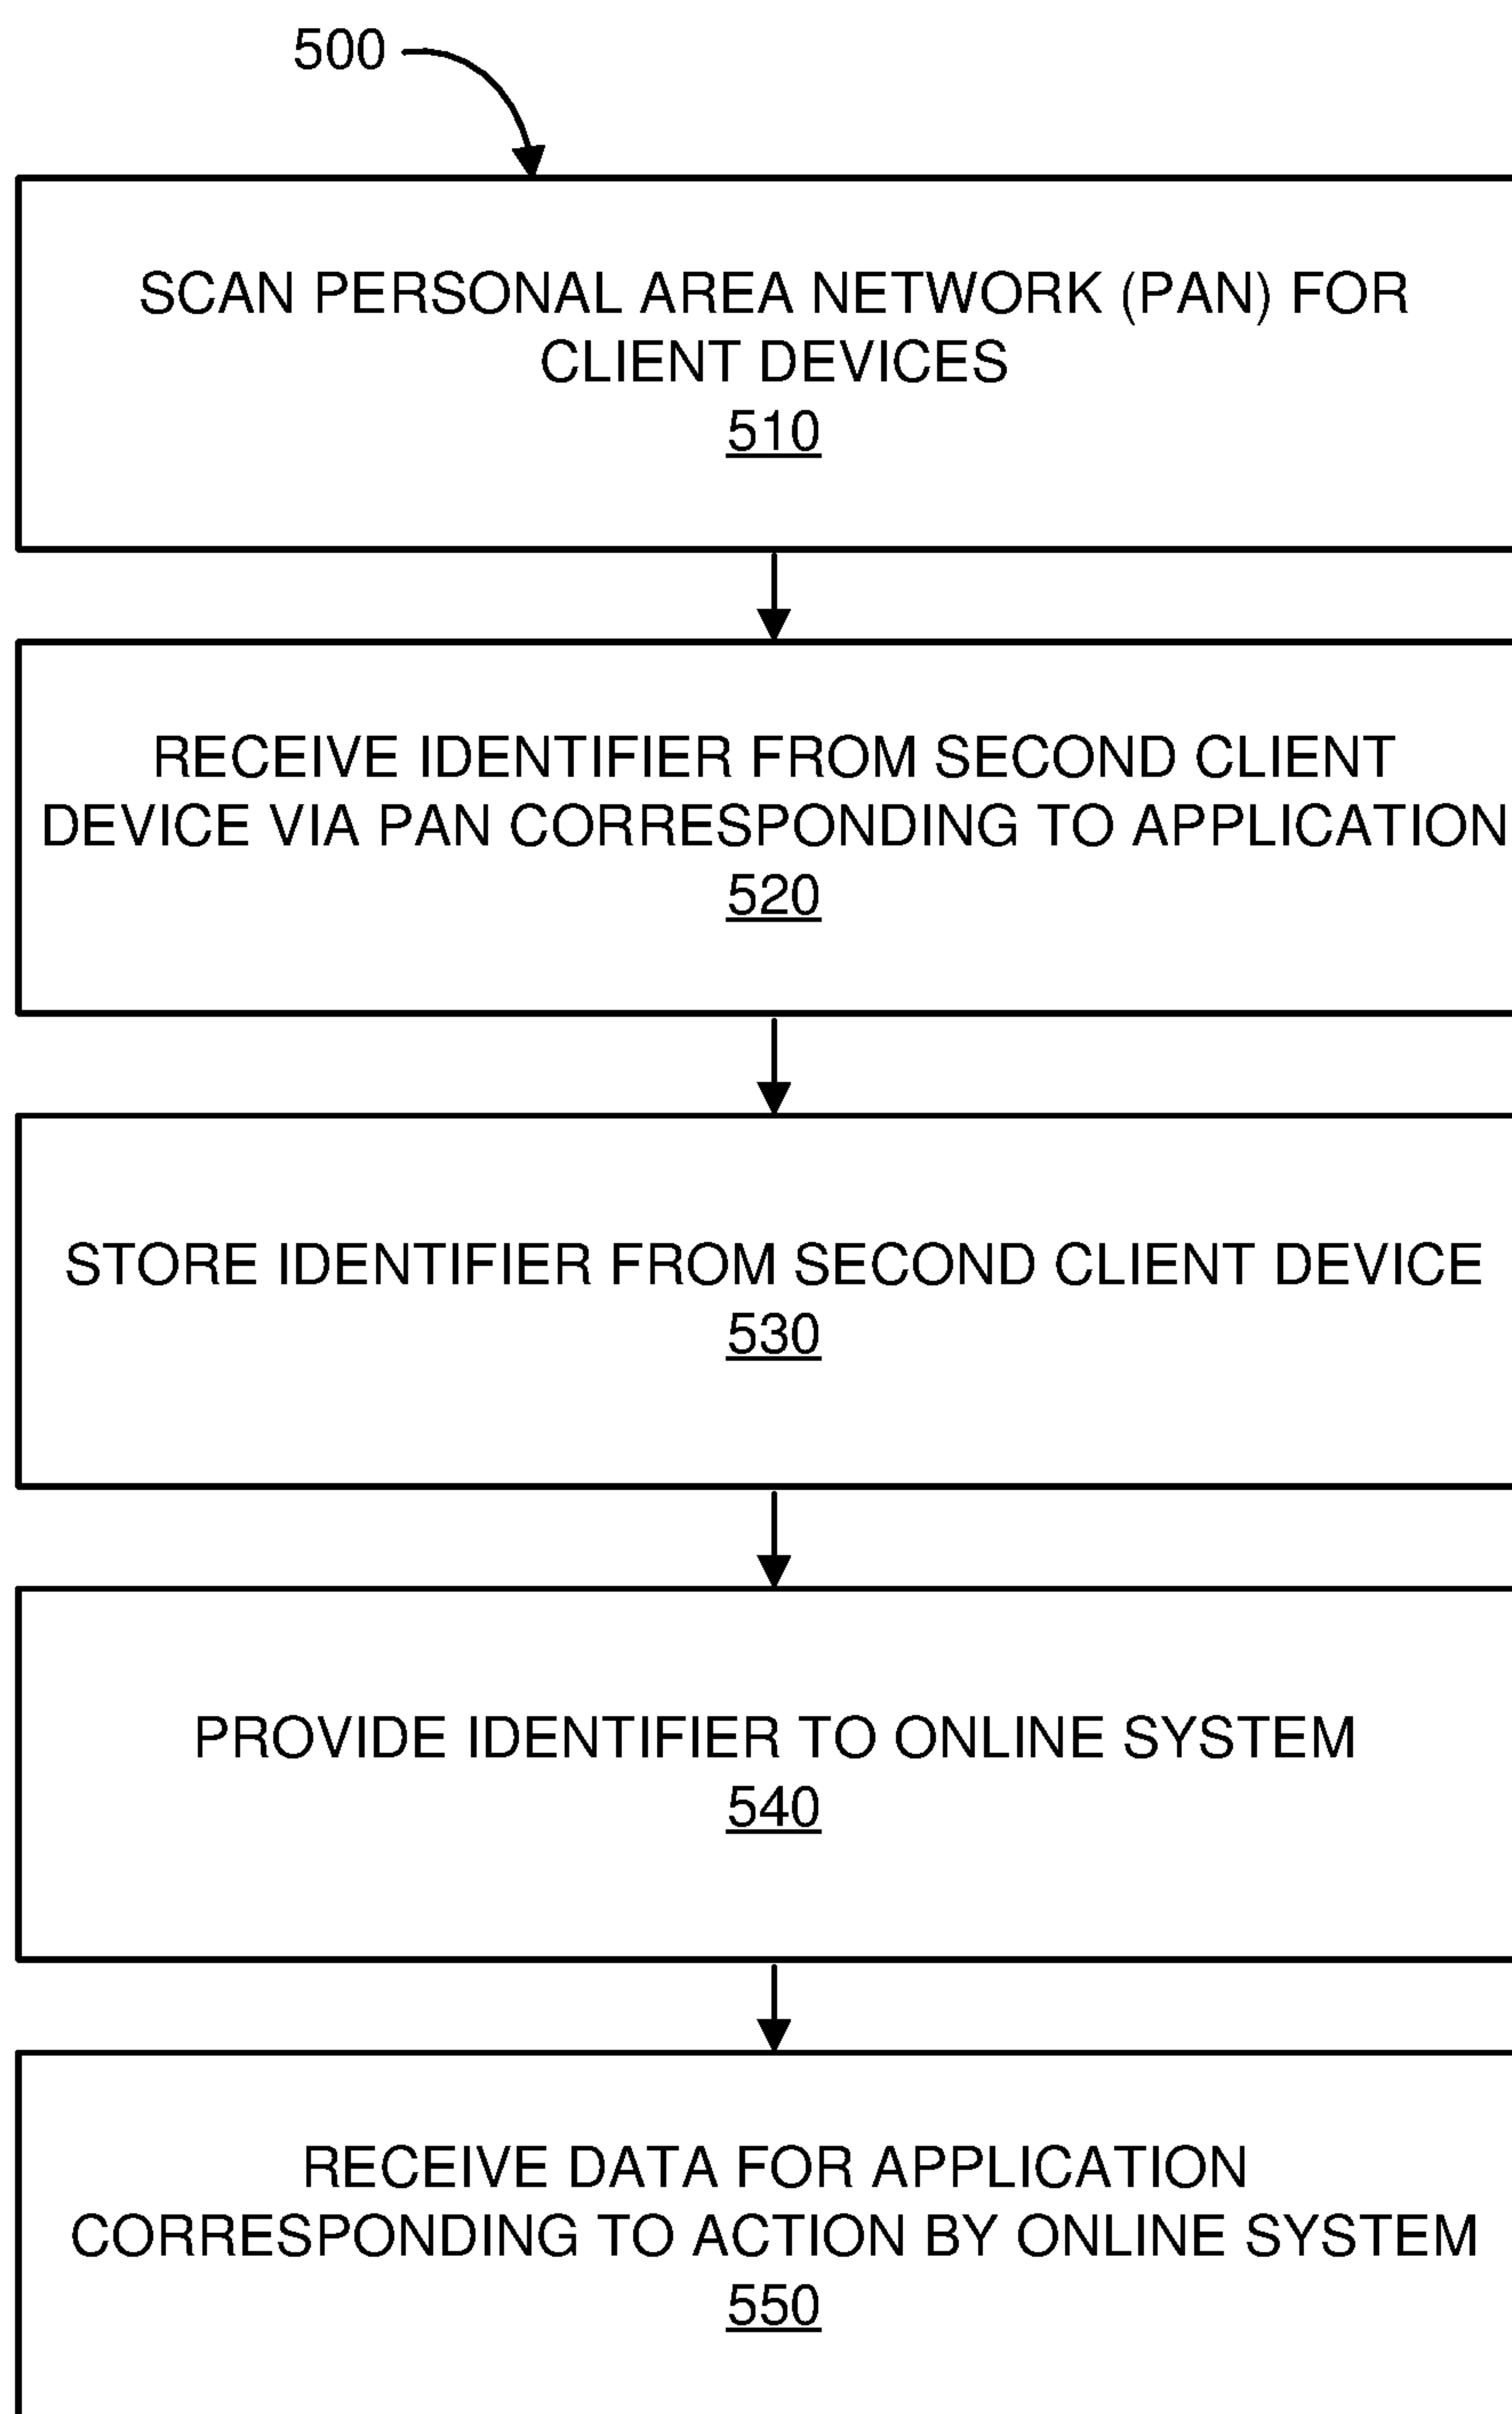 500
SCAN PERSONAL AREA NETWORK (PAN) FOR
CLIENT DEVICES
510
RECEIVE IDENTIFIER FROM SECOND CLIENT
DEVICE VIA PAN CORRESPONDING TO APPLICATION
520
STORE IDENTIFIER FROM SECOND CLIENT DEVICE
530
PROVIDE IDENTIFIER TO ONLINE SYSTEM
540
RECEIVE DATA FOR APPLICATION
CORRESPONDING TO ACTION BY ONLINE SYSTEM
550